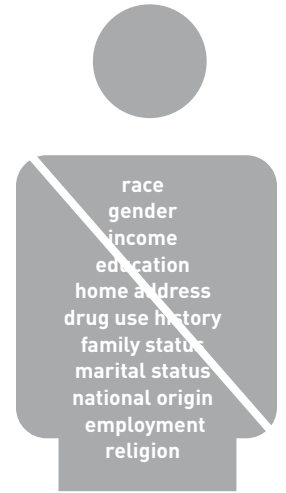 race
gender
income
education
home address
drug use history
family status
marital status
national origin
employment
religion